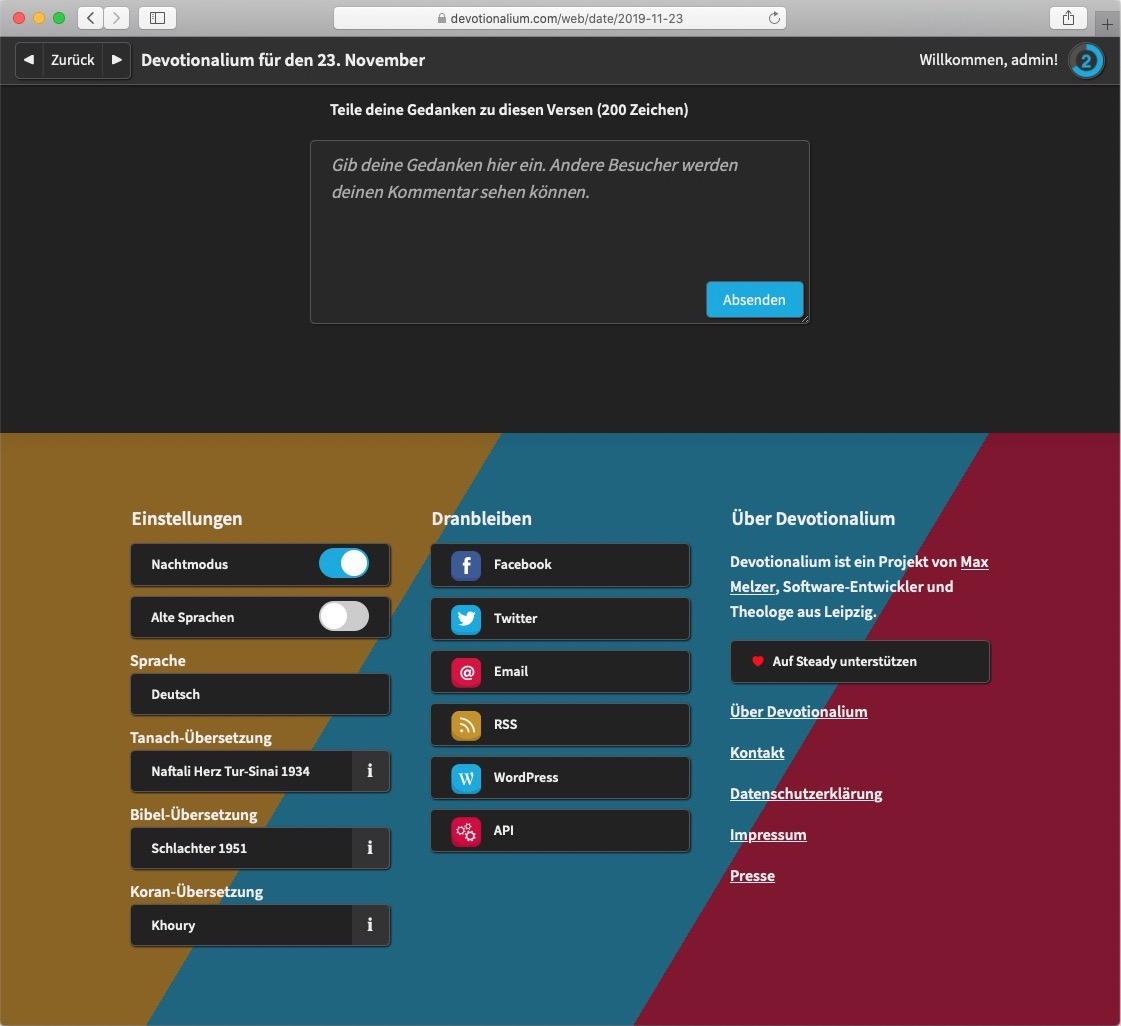 devotionalium.com/web/date/2019-11-23
Zurück
Devotionalium für den 23. November
Willkommen, admin!
2
Teile deine Gedanken zu diesen Versen (200 Zeichen)
Gib deine Gedanken hier ein. Andere Besucher werden
deinen Kommentar sehen können.
Absenden
Einstellungen
Nachtmodus
Alte Sprachen
Sprache
Deutsch
Tanach-Übersetzung
Naftali Herz Tur-Sinai 1934 i
Bibel-Übersetzung
Schlachter 1951 i
Koran-Übersetzung
Khoury i
Dranbleiben
f Facebook
Twitter
@ Email
RSS
W WordPress
API
Über Devotionalium
Devotionalium ist ein Projekt von Max
Melzer, Software-Entwickler und
Theologe aus Leipzig.
Auf Steady unterstützen
Über Devotionalium
Kontakt
Datenschutzerklärung
Impressum
Presse